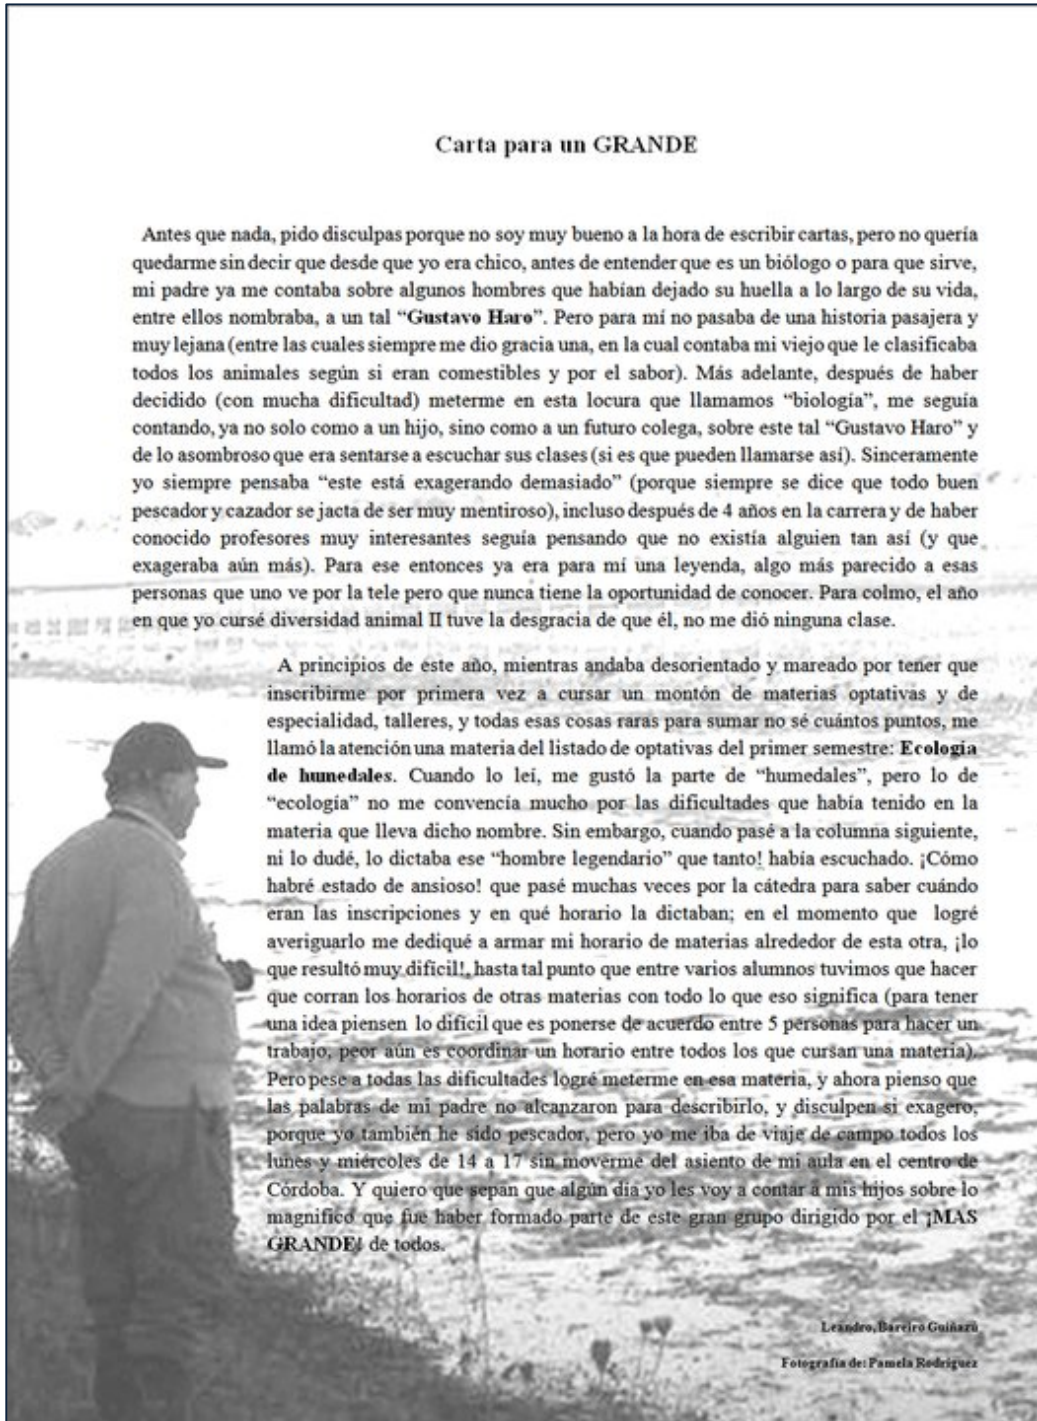 Carta para un GRANDE
Antes que nada, pido disculpas porque no soy muy bueno a la hora de escribir cartas, pero no quería
quedarme sin decir que desde que yo era chico, antes de entender que es un biólogo o para que sirve,
mi padre ya me contaba sobre algunos hombres que habían dejado su huella a lo largo de su vida,
entre ellos nombraba, a un tal “Gustavo Haro”. Pero para mí no pasaba de una historia pasajera y
muy lejana (entre las cuales siempre me dio gracia una, en la cual contaba mi viejo que le clasificaba
todos los animales según si eran comestibles y por el sabor). Más adelante, después de haber
decidido (con mucha dificultad) meterme en esta locura que llamamos “biología”, me seguía
contando, ya no solo como a un hijo, sino como a un futuro colega, sobre este tal “Gustavo Haro” y
de lo asombroso que era sentarse a escuchar sus clases (si es que pueden llamarse así). Sinceramente
yo siempre pensaba “este está exagerando demasiado” (porque siempre se dice que todo buen
pescador y cazador se jacta de ser muy mentiroso), incluso después de 4 años en la carrera y de haber
conocido profesores muy interesantes seguía pensando que no existía alguien tan así (y que
exageraba aún más). Para ese entonces ya era para mí una leyenda, algo más parecido a esas
personas que uno ve por la tele pero que nunca tiene la oportunidad de conocer. Para colmo, el año
en que yo cursé diversidad animal II tuve la desgracia de que él, no me dió ninguna clase.
A principios de este año, mientras andaba desorientado y mareado por tener que
inscribirme por primera vez a cursar un montón de materias optativas y de
especialidad, talleres, y todas esas cosas raras para sumar no sé cuántos puntos, me
llamó la atención una materia del listado de optativas del primer semestre: Ecología
de humedales. Cuando lo leí, me gustó la parte de “humedales”, pero lo de
“ecología” no me convencía mucho por las dificultades que había tenido en la
materia que lleva dicho nombre. Sin embargo, cuando pasé a la columna siguiente,
ni lo dudé, lo dictaba ese “hombre legendario” que tanto! había escuchado. ¡Cómo
habré estado de ansioso! que pasé muchas veces por la cátedra para saber cuándo
eran las inscripciones y en qué horario la dictaban; en el momento que logré
averiguarlo me dediqué a armar mi horario de materias alrededor de esta otra, ¡lo
que resultó muy difícil!, hasta tal punto que entre varios alumnos tuvimos que hacer
que corran los horarios de otras materias con todo lo que eso significa (para tener
una idea piensen lo difícil que es ponerse de acuerdo entre 5 personas para hacer un
trabajo, peor aún es coordinar un horario entre todos los que cursan una materia).
Pero pese a todas las dificultades logré meterme en esa materia, y ahora pienso que
las palabras de mi padre no alcanzaron para describirlo, y disculpen si exagero,
porque yo también he sido pescador, pero yo me iba de viaje de campo todos los
lunes y miércoles de 14 a 17 sin moverme del asiento de mi aula en el centro de
Córdoba. Y quiero que sepan que algún día yo les voy a contar a mis hijos sobre lo
magnifico que fue haber formado parte de este gran grupo dirigido por el ¡MAS
GRANDE! de todos.
Leandro, Bareiro Guiñazú
Fotografía de: Pamela Rodríguez